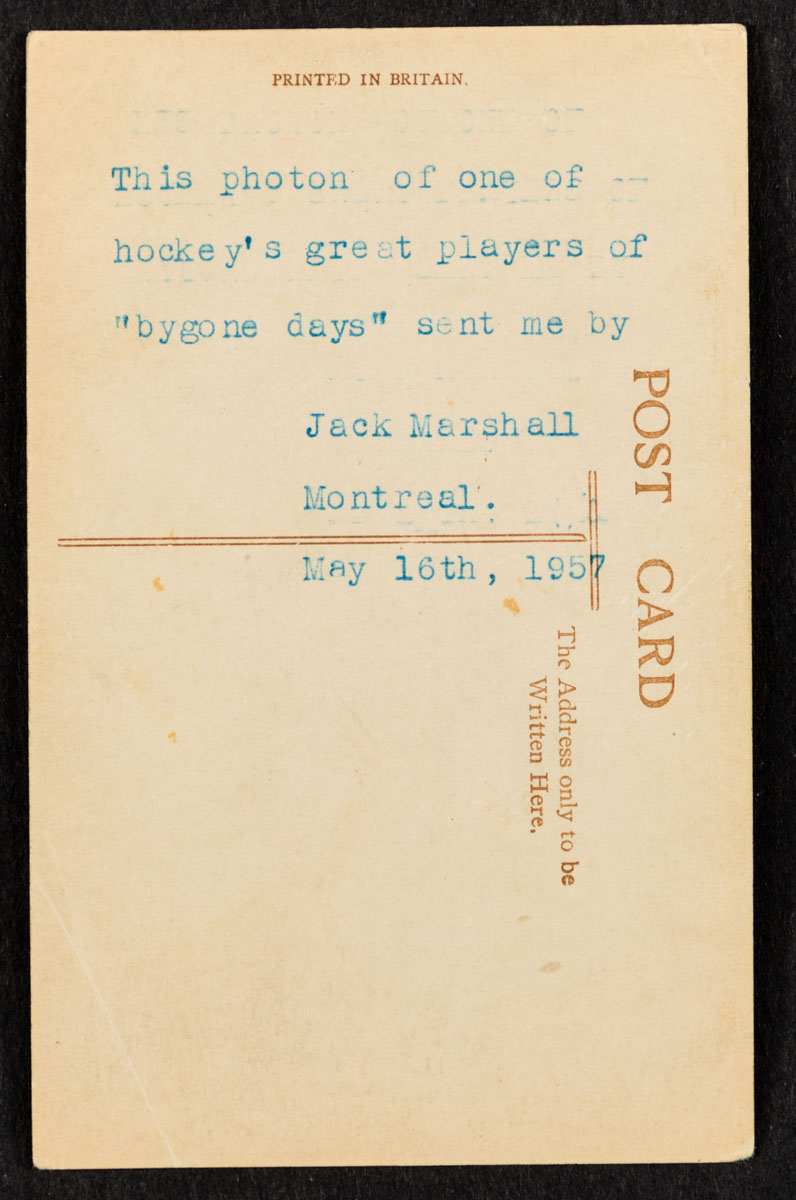 PRINTED IN BRITAIN.
This photon of one of --
hockey's great players of
"bygone days" sent me by
Jack Marshall
Montreal.
May 16th, 1957
POST CARD
The Address only to be
Written Here.